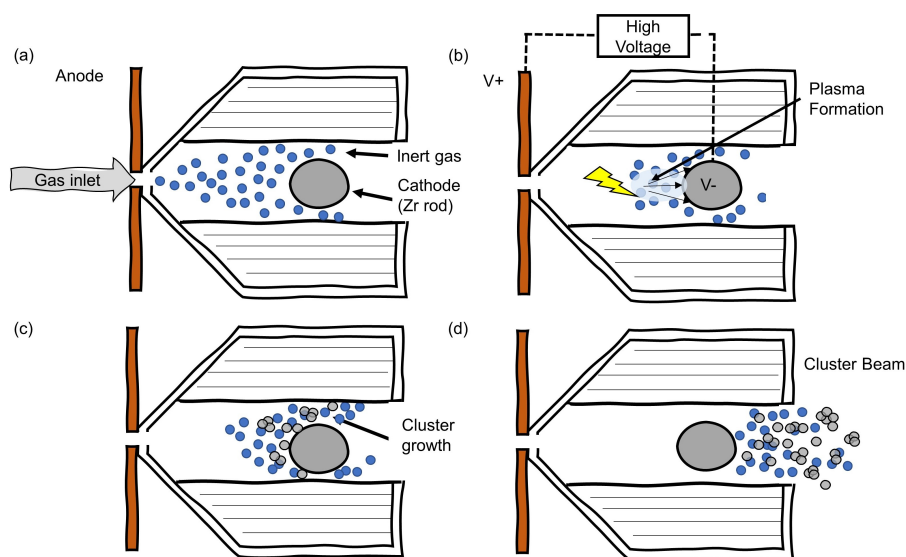 (a)
Anode
Gas inlet
Inert gas
Cathode
(Zr rod)
(b)
High
Voltage
V+
Plasma
Formation
V-
(c)
Cluster
growth
(d)
Cluster Beam